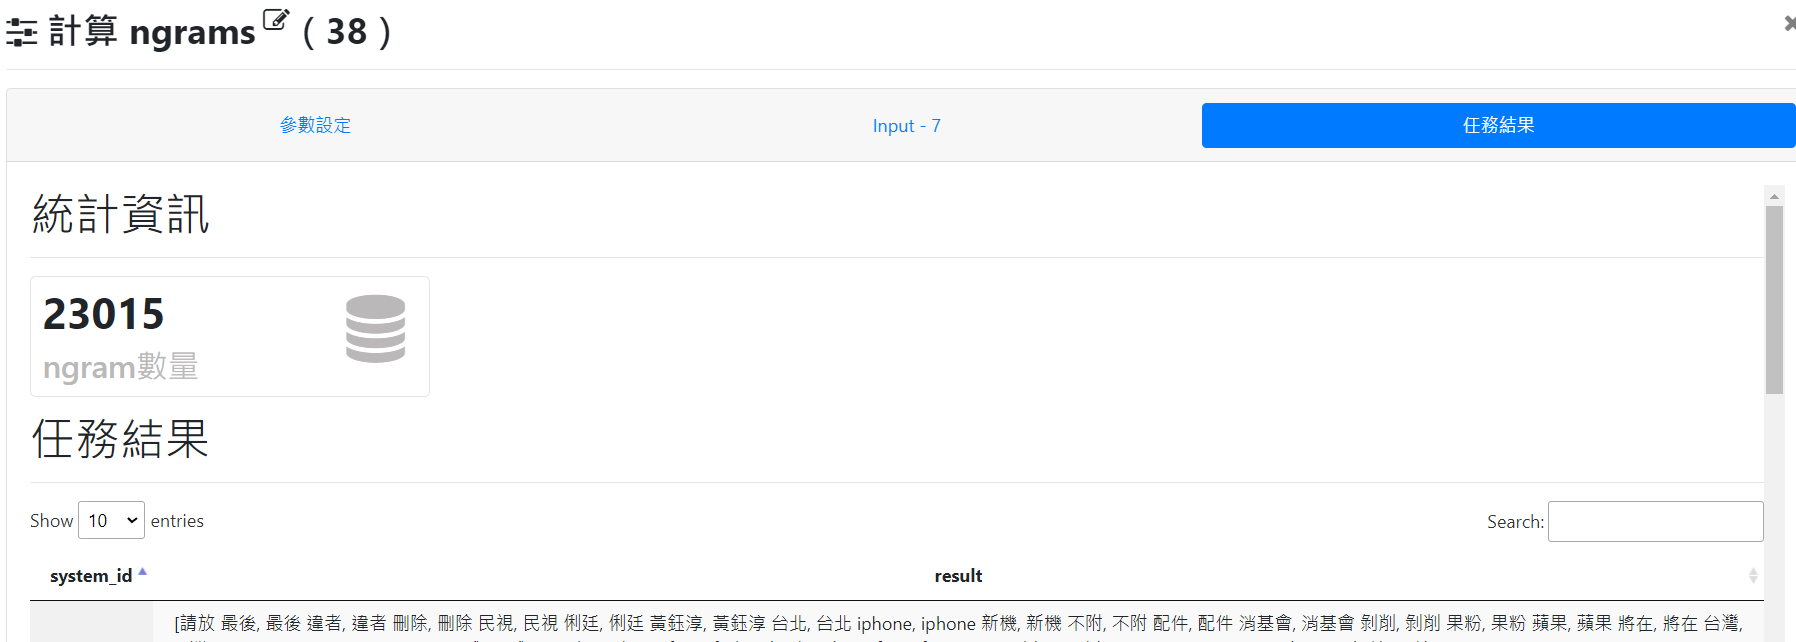 計算 ngrams ( 38 )
參數設定 Input - 7 任務結果
統計資訊
23015
ngram數量
任務結果
Show 10 entries Search:
system_id result
[請放 最後, 最後 違者, 違者 刪除, 刪除 民視, 民視 俐廷, 俐廷 黃鈺淳, 黃鈺淳 台北, 台北 iphone, iphone 新機, 新機 不附, 不附 配件, 配件 消基會, 消基會 剝削, 剝削 果粉, 果粉 蘋果, 蘋果 將在, 將在 台灣,